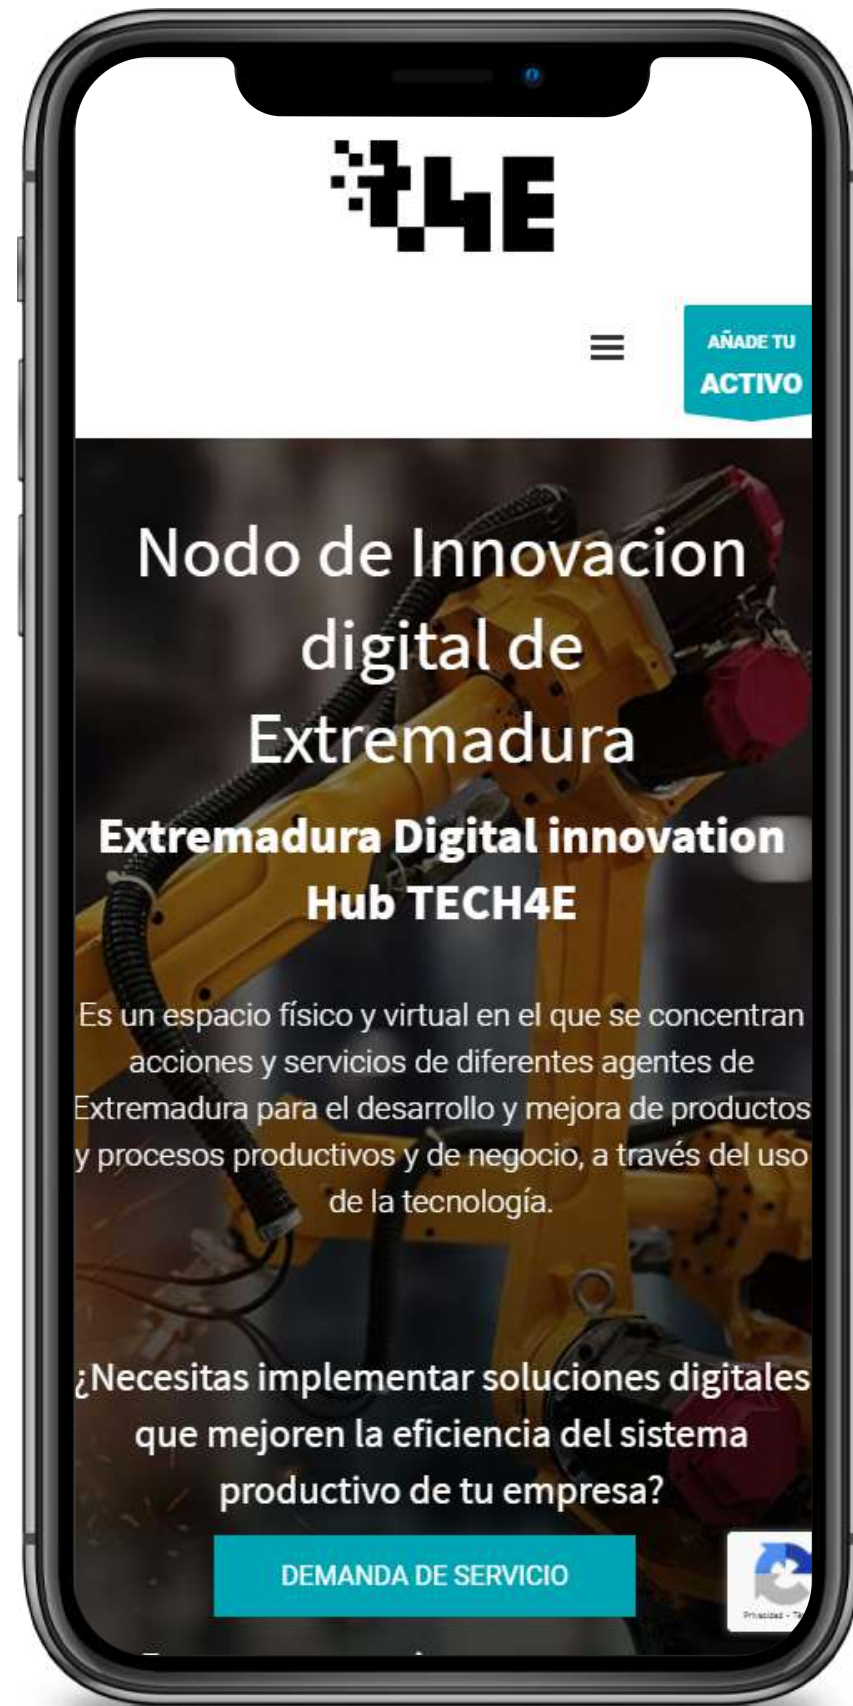 t4E
AÑADE TU
ACTIVO
Nodo de Innovacion
digital de
Extremadura
Extremadura Digital innovation
Hub TECH4E
Es un espacio físico y virtual en el que se concentran
acciones y servicios de diferentes agentes de
Extremadura para el desarrollo y mejora de productos
y procesos productivos y de negocio, a través del uso
de la tecnología.
¿Necesitas implementar soluciones digitales
que mejoren la eficiencia del sistema
productivo de tu empresa?
DEMANDA DE SERVICIO
Privacidad -